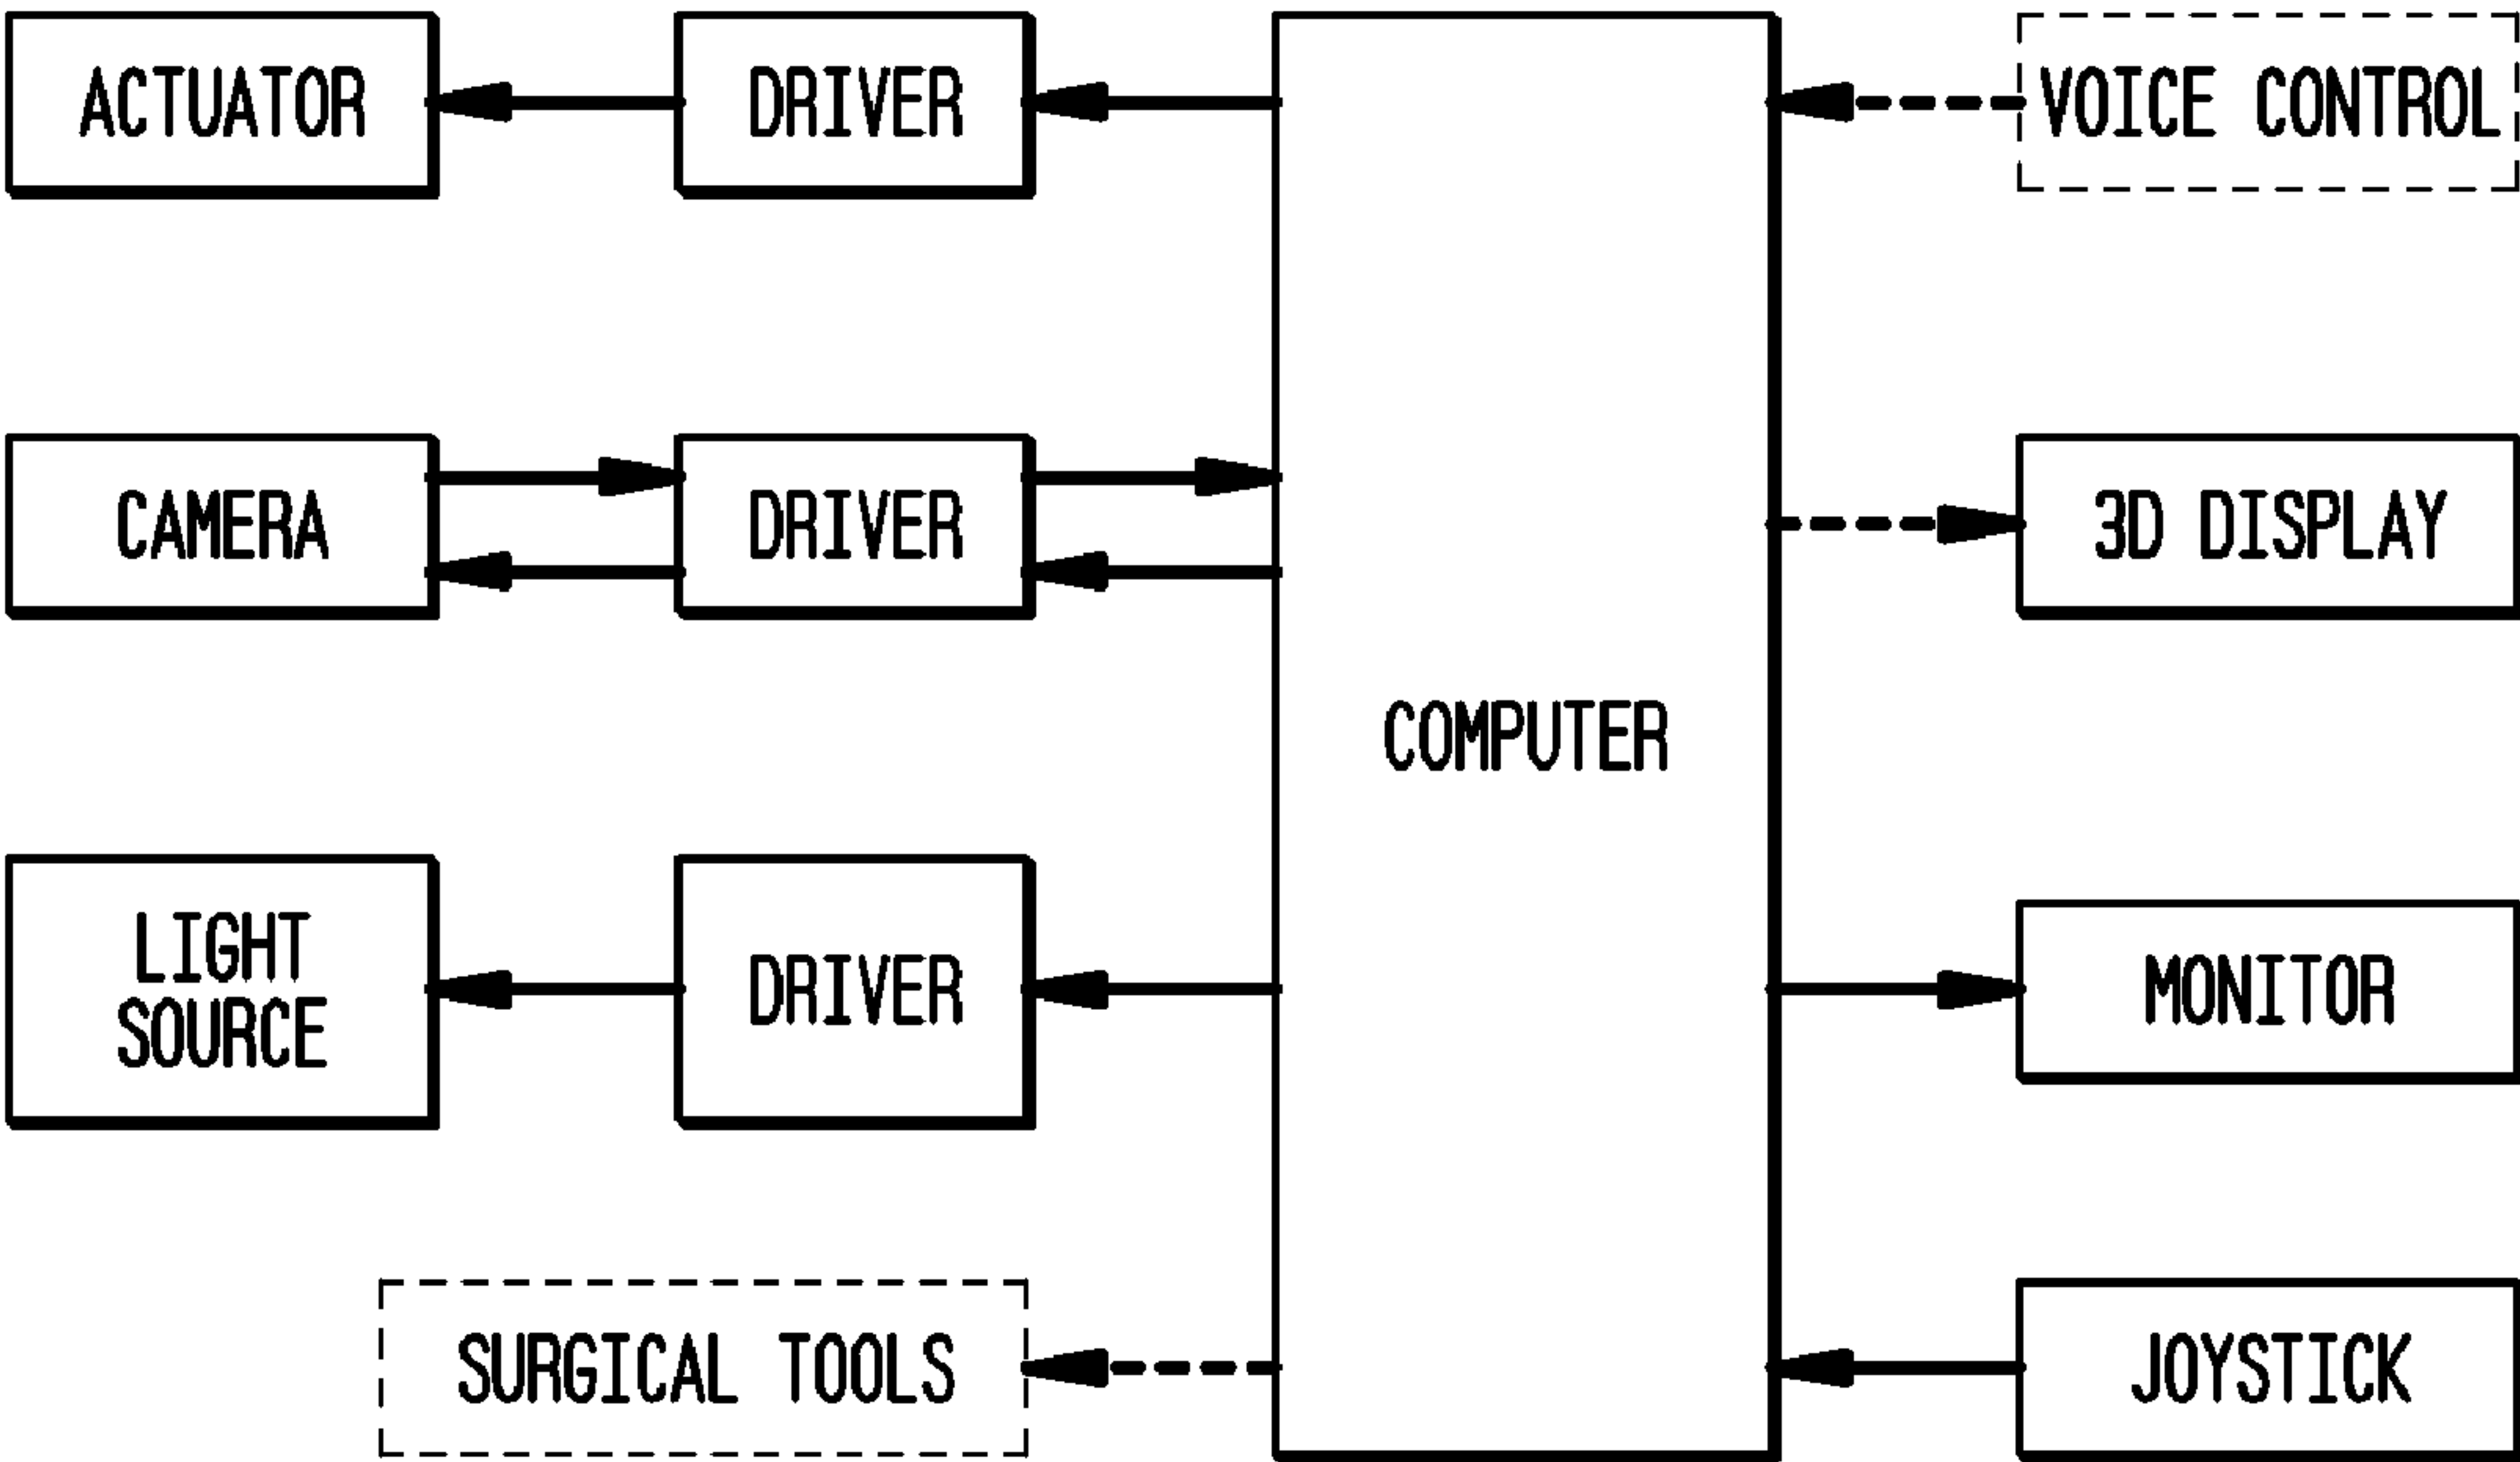 ACTUATOR
DRIVER
VOICE CONTROL
CAMERA
DRIVER
3D DISPLAY
COMPUTER
LIGHT
SOURCE
DRIVER
MONITOR
SURGICAL TOOLS
JOYSTICK